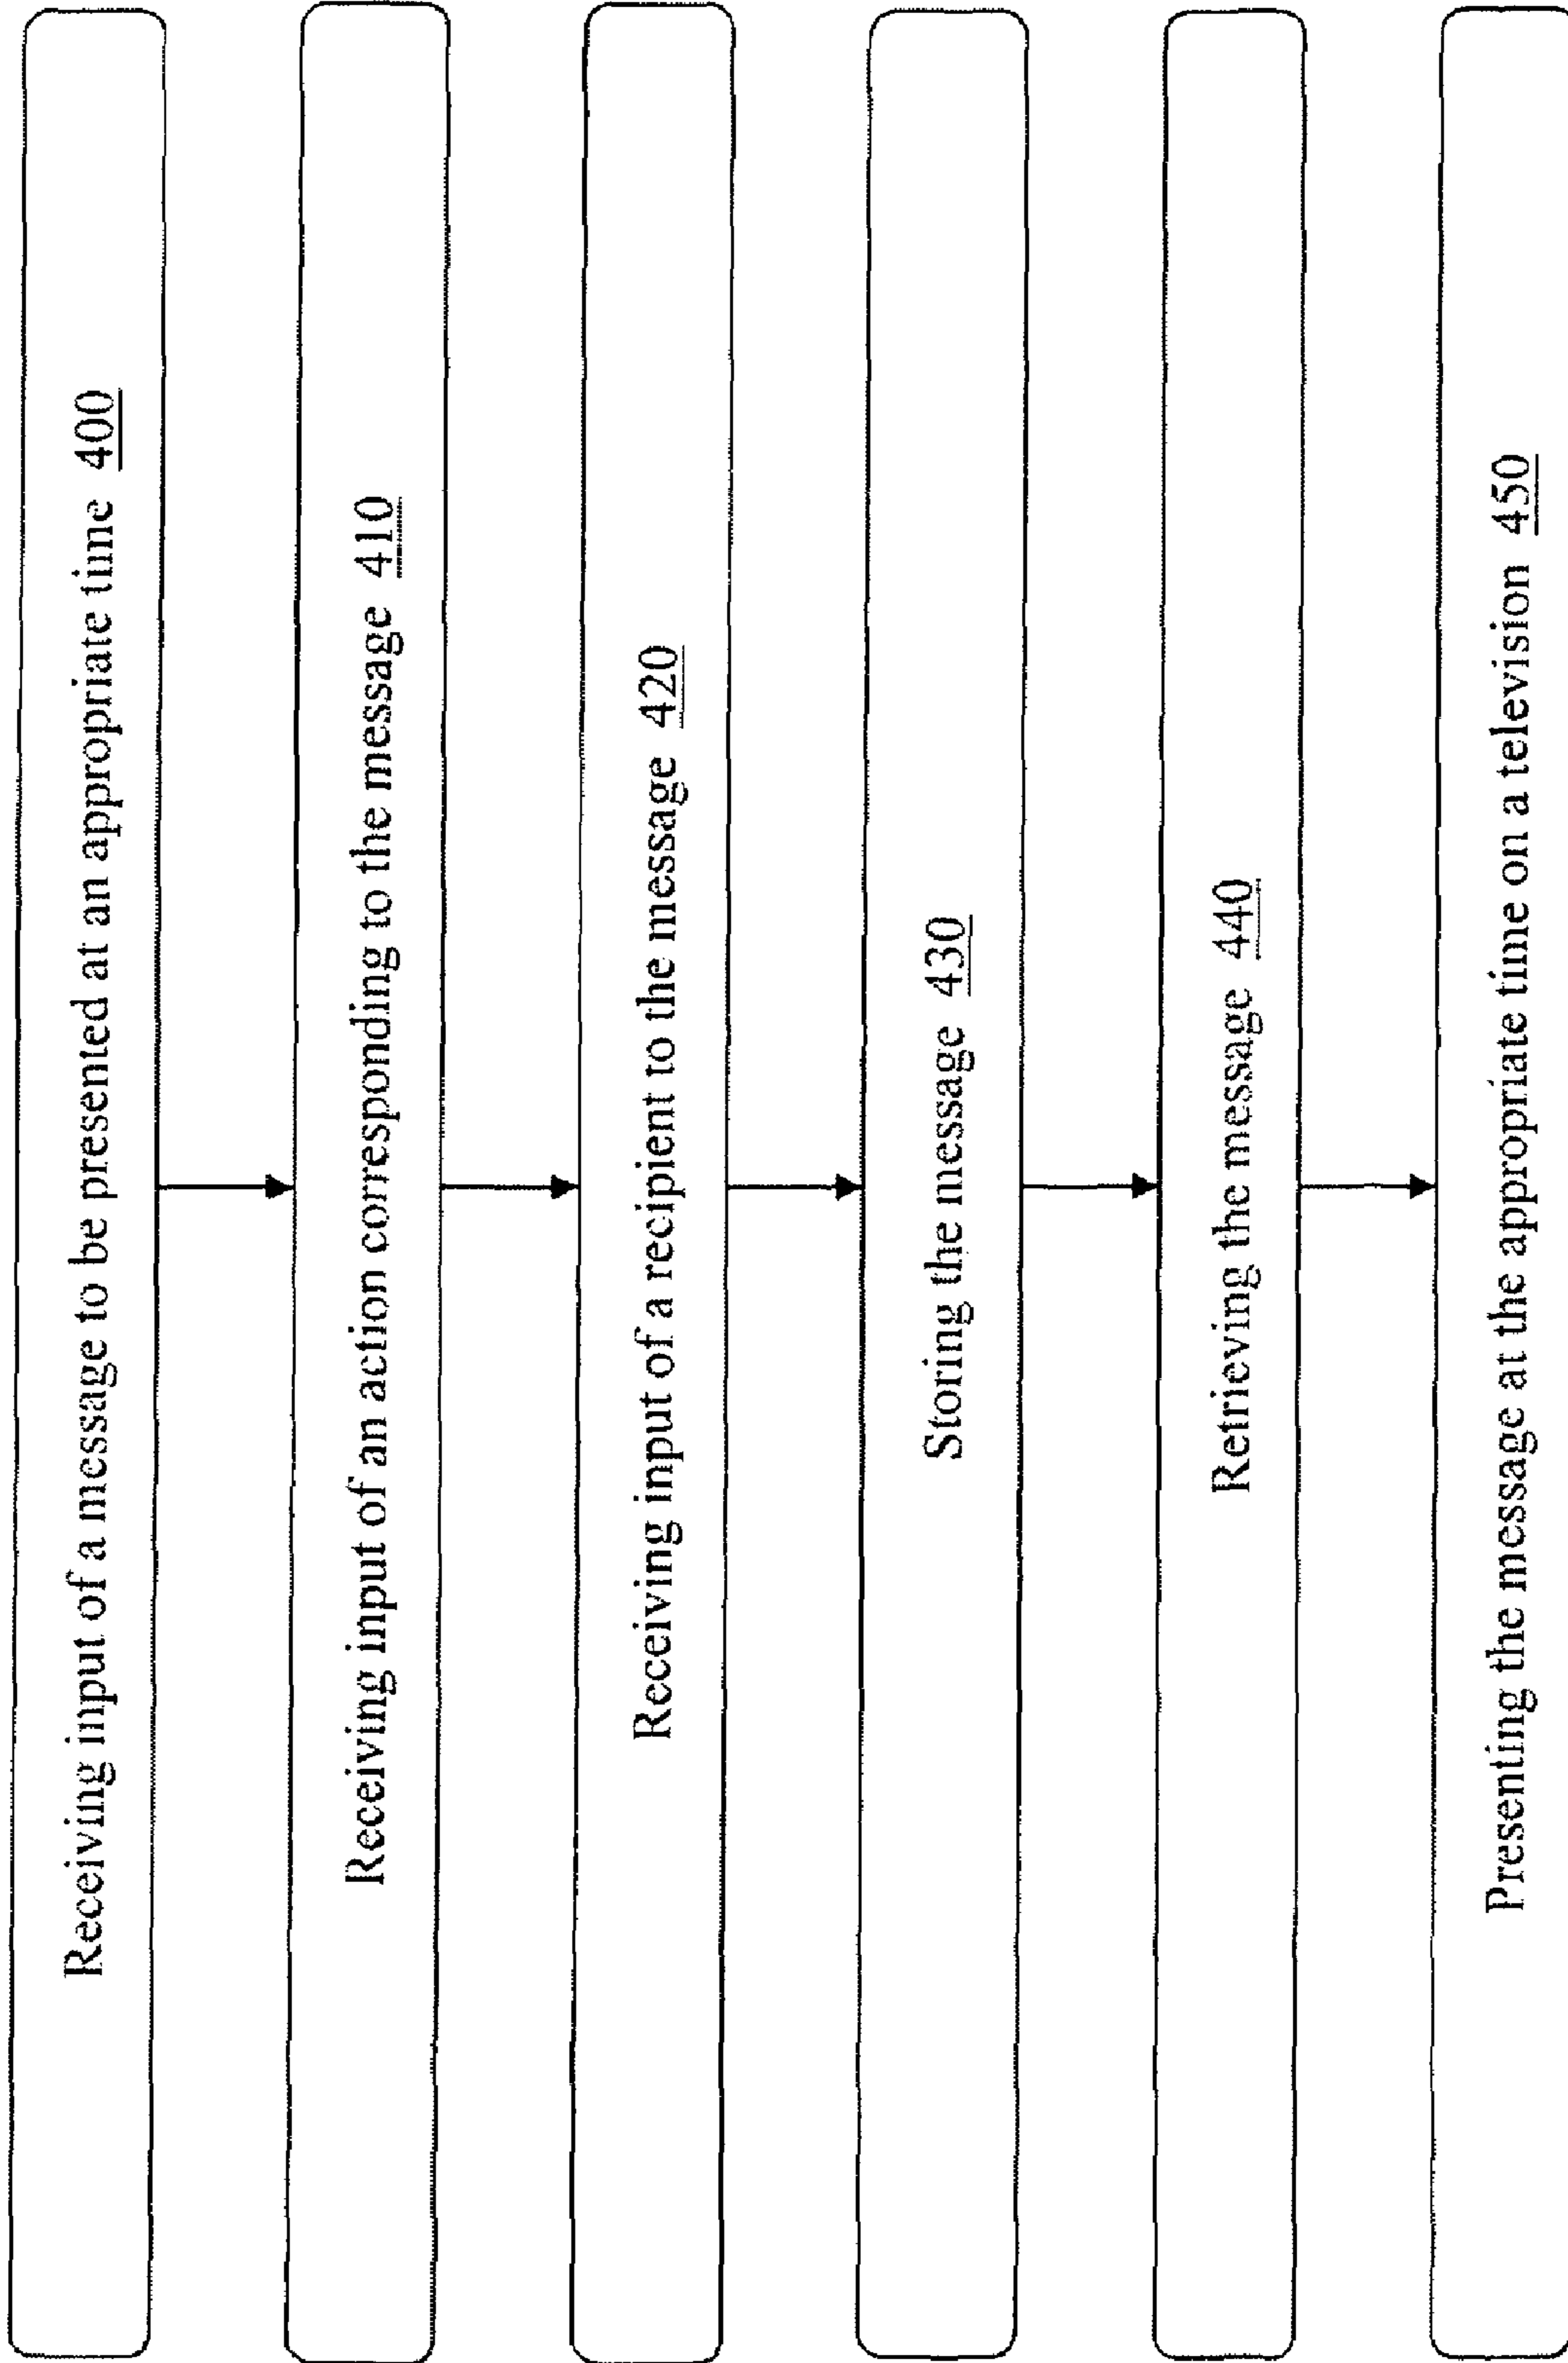 Receiving input of a message to be presented at an appropriate time 400
Receiving input of an action corresponding to the message 410
Receiving input of a recipient to the message 420
Storing the message 430
Retrieving the message 440
Presenting the message at the appropriate time on a television 450